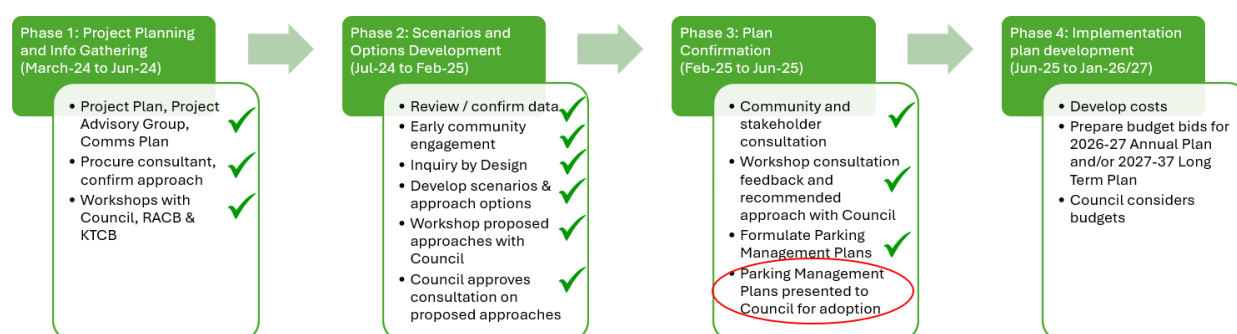 Phase 1: Project Planning
and Info Gathering
(March-24 to Jun-24)
• Project Plan, Project
Advisory Group,
Comms Plan
• Procure consultant,
confirm approach
• Workshops with
Council, RACB &
KTCB
Phase 2: Scenarios and
Options Development
(Jul-24 to Feb-25)
• Review / confirm data
• Early community
engagement
• Inquiry by Design
• Develop scenarios &
approach options
• Workshop proposed
approaches with
Council
• Council approves
consultation on
proposed approaches
Phase 3: Plan
Confirmation
(Feb-25 to Jun-25)
• Community and
stakeholder
consultation
• Workshop consultation
feedback and
recommended
approach with Council
• Formulate Parking
Management Plans
• Parking Management
Plans presented to
Council for adoption
Phase 4: Implementation
plan development
(Jun-25 to Jan-26/27)
• Develop costs
• Prepare budget bids for
2026-27 Annual Plan
and/or 2027-37 Long
Term Plan
• Council considers
budgets